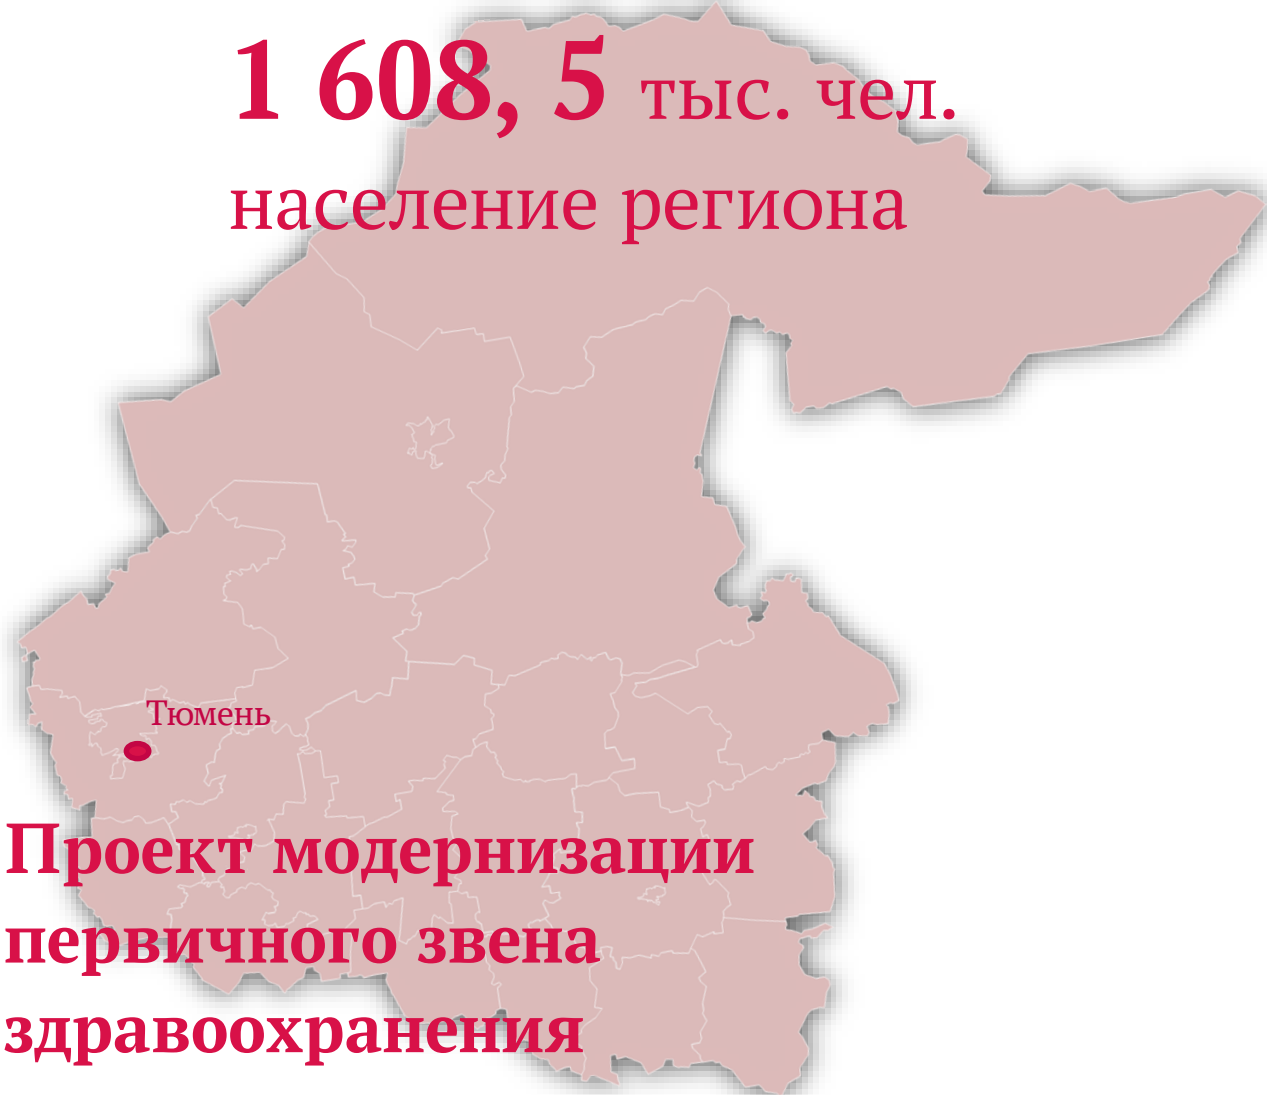 1 608, 5 тыс. чел.
население региона
Тюмень
Проект модернизации
первичного звена
здравоохранения